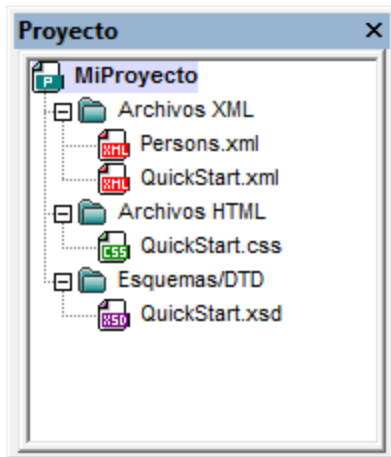 Proyecto
MiProyecto
Archivos XML
Persons.xml
QuickStart.xml
Archivos HTML
QuickStart.css
Esquemas/DTD
QuickStart.xsd